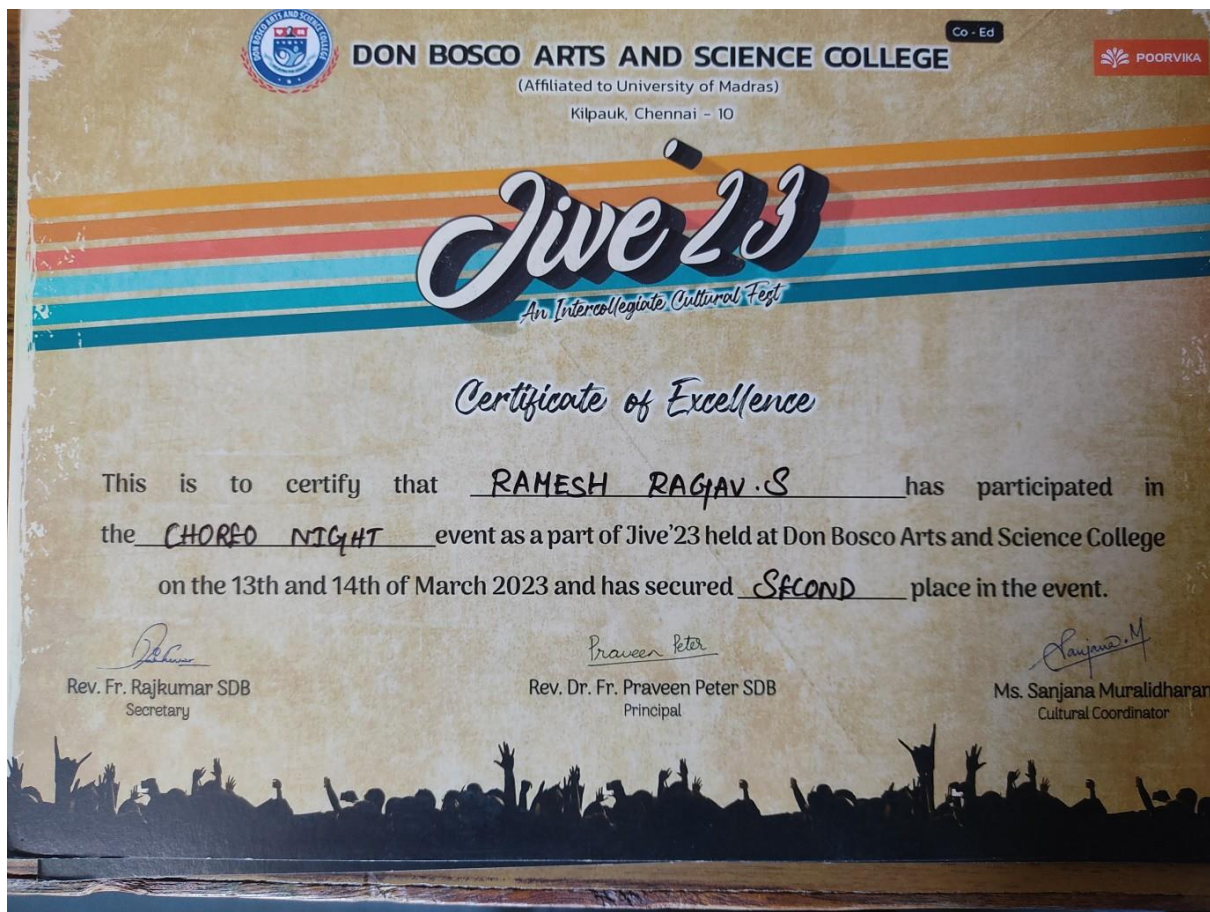 DON BOSCO ARTS AND SCIENCE COLLEGE
Co - Ed
POORVIKA
(Affiliated to University of Madras)
Kilpauk, Chennai - 10
Jive'23
An Intercollegiate Cultural Fest
Certificate of Excellence
This is to certify that RAMESH RAGAV.S has participated in
the CHOREO NIGHT event as a part of Jive'23 held at Don Bosco Arts and Science College
on the 13th and 14th of March 2023 and has secured SECOND place in the event.
Praveen Peter
Sanjana.M
Rev. Fr. Rajkumar SDB
Rev. Dr. Fr. Praveen Peter SDB
Ms. Sanjana Muralidharan
Secretary
Principal
Cultural Coordinator